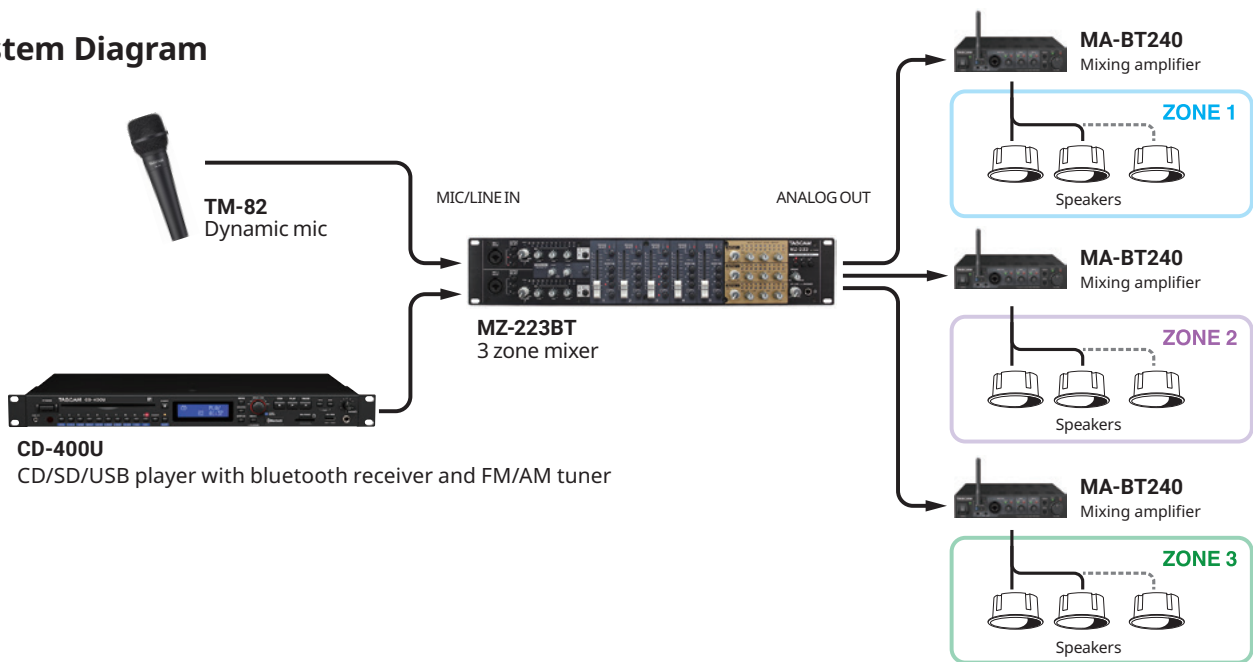 stem Diagram
TM-82
Dynamic mic
CD-400U
CD/SD/USB player with bluetooth receiver and FM/AM tuner
MIC/LINE IN
TASCAM
MZ-223BT
3 zone mixer
ANALOG OUT
MA-BT240
Mixing amplifier
ZONE 1
Speakers
MA-BT240
Mixing amplifier
ZONE 2
Speakers
MA-BT240
Mixing amplifier
ZONE 3
Speakers